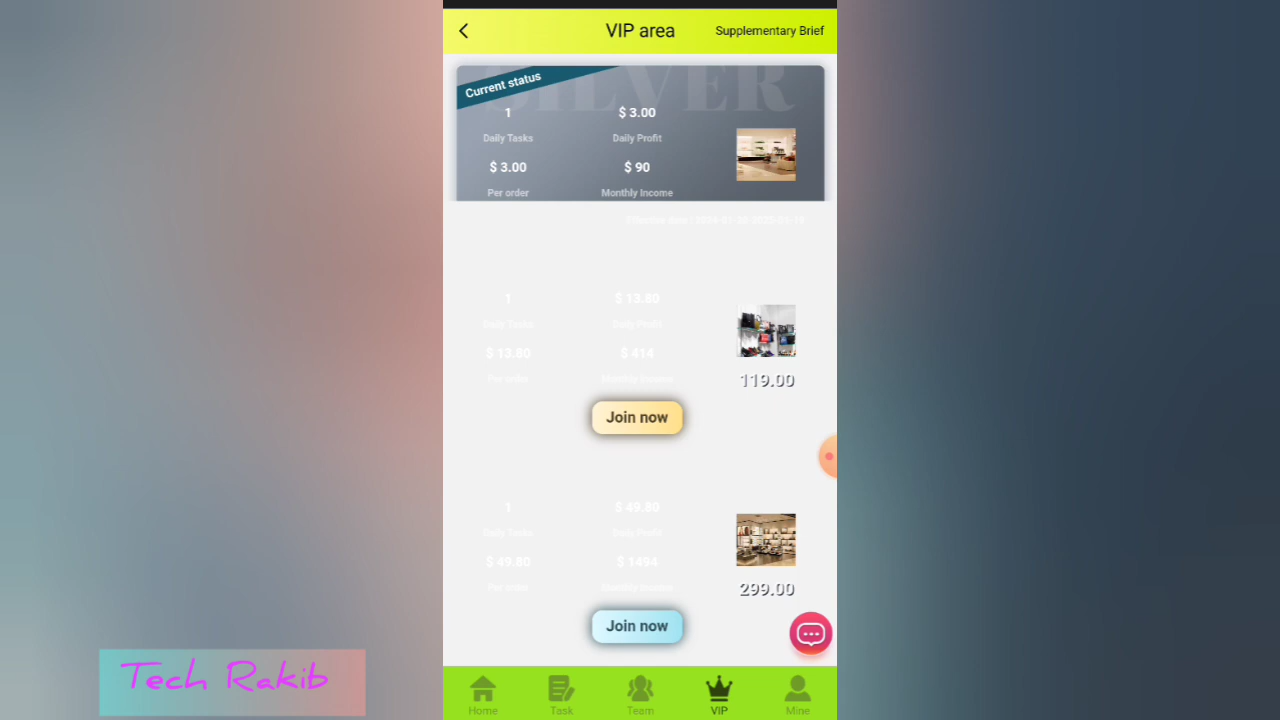 VIP area
Supplementary Brief
SILVER
Current status
1
$ 3.00
Daily Tasks
Daily Profit
$ 3.00
$ 90
Per order
Monthly Income
1
$ 13.80
Daily Tasks
Daily Profit
$ 13.80
$ 414
Per order
Monthly Income
119.00
Join now
1
$ 49.80
Daily Tasks
Daily Profit
$ 49.80
$ 1494
Per order
Monthly Income
299.00
Join now
Tech Rakib
Home
Task
Team
VIP
Mine